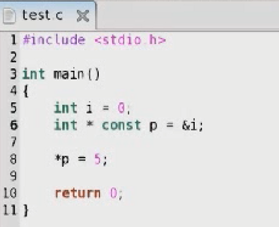 test.c
1 #include <stdio.h>
2
3 int main()
4 {
5     int i = 0;
6     int * const p = &i;
7
8     *p = 5;
9
10     return 0;
11 }